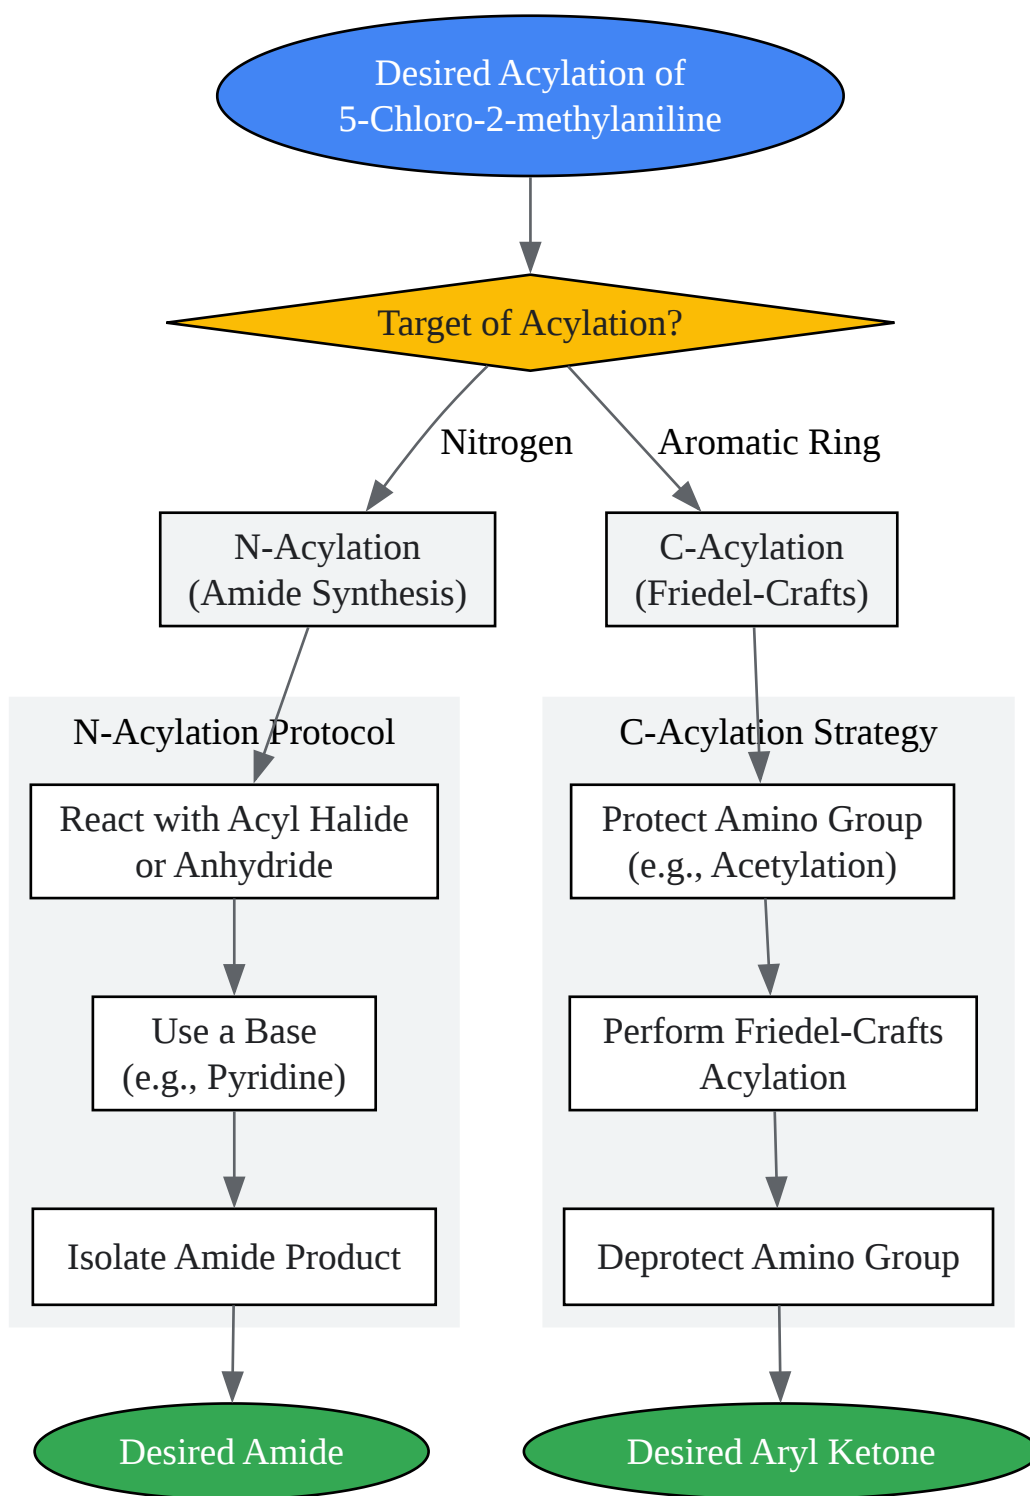 Desired Acylation of
5-Chloro-2-methylaniline
Target of Acylation?
Nitrogen
Aromatic Ring
N-Acylation
(Amide Synthesis)
C-Acylation
(Friedel-Crafts)
N-Acylation Protocol
React with Acyl Halide
or Anhydride
Use a Base
(e.g., Pyridine)
Isolate Amide Product
Desired Amide
C-Acylation Strategy
Protect Amino Group
(e.g., Acetylation)
Perform Friedel-Crafts
Acylation
Deprotect Amino Group
Desired Aryl Ketone